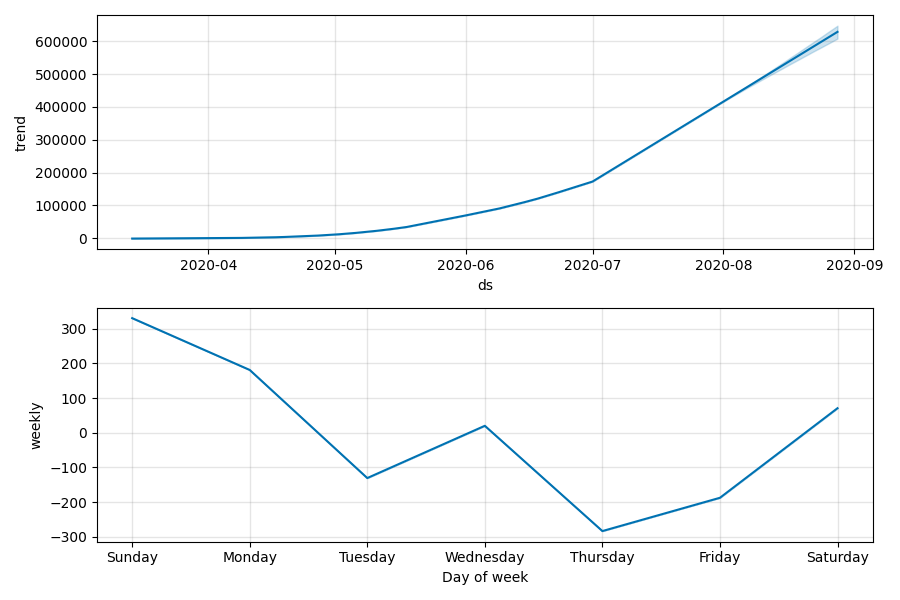 600000
500000
400000
300000
200000
100000
0
trend
2020-04 2020-05 2020-06 2020-07 2020-08 2020-09
ds
300
200
100
0
−100
−200
−300
weekly
Sunday Monday Tuesday Wednesday Thursday Friday Saturday
Day of week